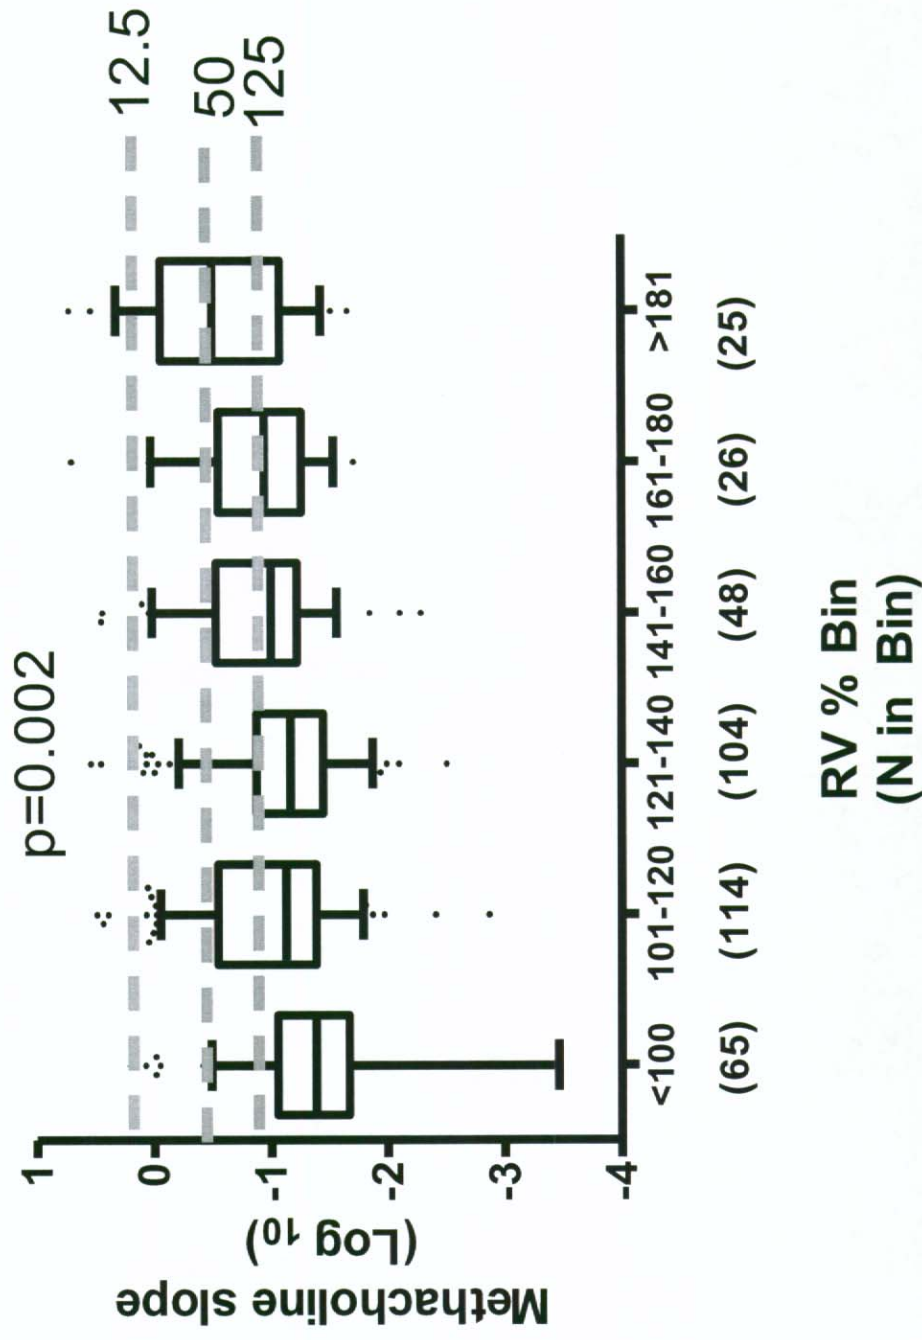 p=0.002
12.5
50
125
1
0
-1
-2
-3
-4
Methacholine slope
(Log 10)
<100 101-120 121-140 141-160 161-180 >181
(65) (114) (104) (48) (26) (25)
RV % Bin
(N in Bin)